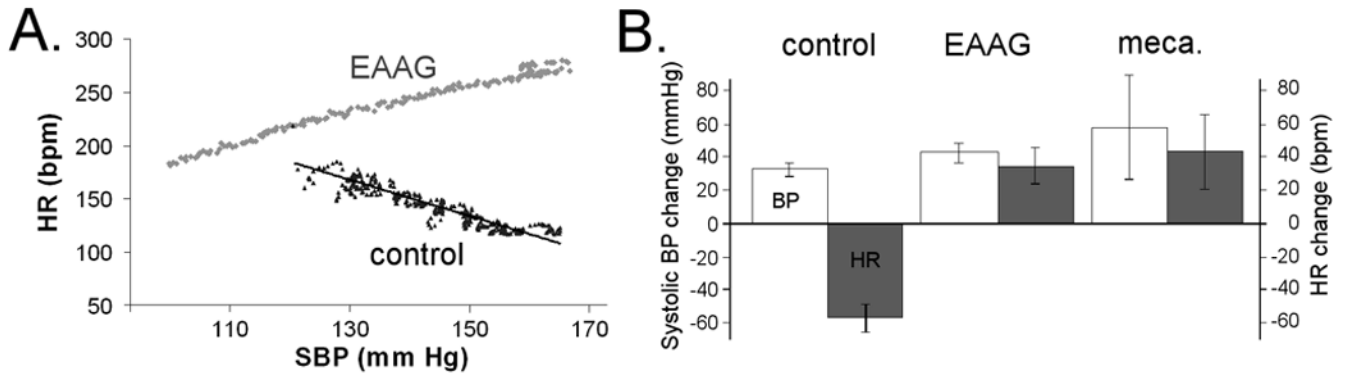 A.
300
250
200
150
100
50
HR (bpm)
EAAG
control
110
130
150
170
SBP (mm Hg)
B.
control
EAAG
meca.
Systolic BP change (mmHg)
80
60
40
20
0
-20
-40
-60
BP
HR
80
60
40
20
0
-20
-40
-60
HR change (bpm)